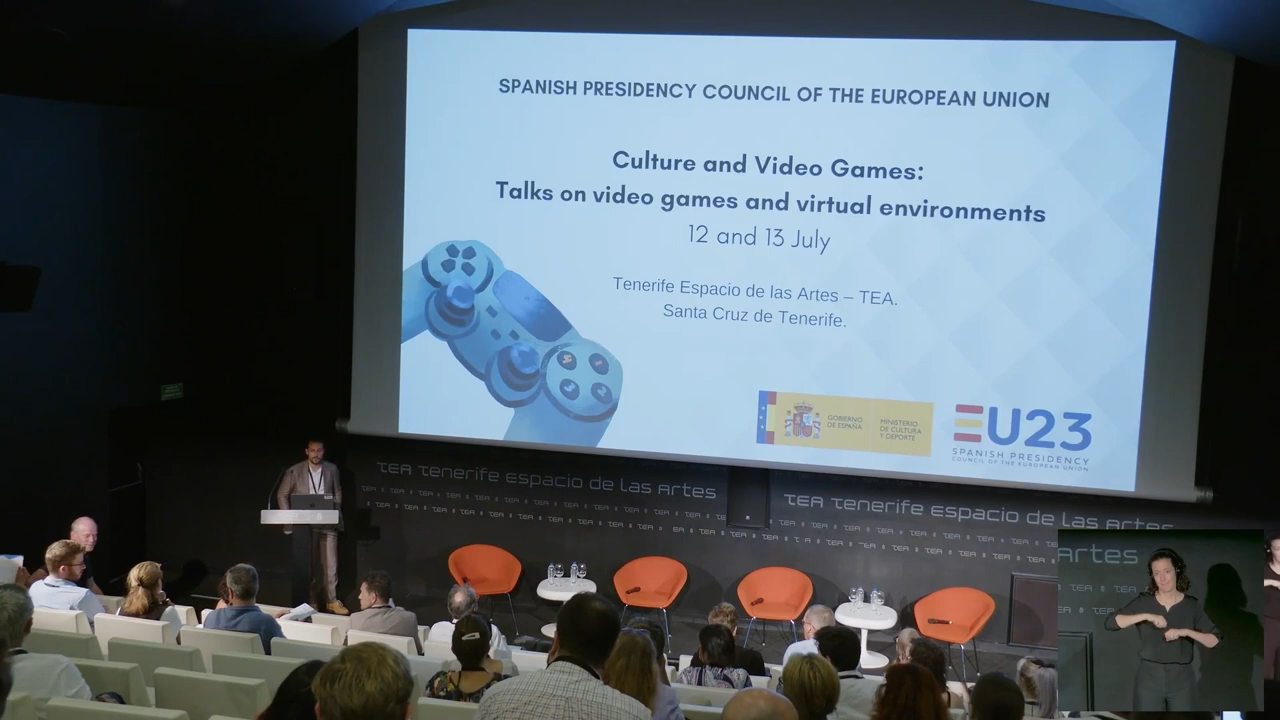 SPANISH PRESIDENCY COUNCIL OF THE EUROPEAN UNION
Culture and Video Games:
Talks on video games and virtual environments
12 and 13 July
Tenerife Espacio de las Artes – TEA.
Santa Cruz de Tenerife.
GOBIERNO
DE ESPAÑA
MINISTERIO
DE CULTURA
Y DEPORTE
EU23
SPANISH PRESIDENCY
COUNCIL OF THE EUROPEAN UNION
TEA Tenerife Espacio de las Artes
TEA Tenerife Espacio de las Artes
Artes